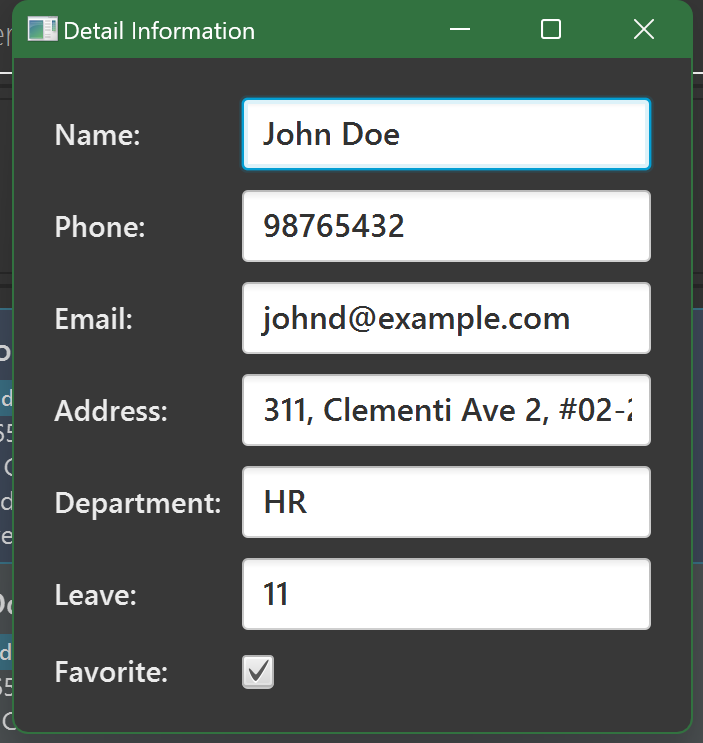 Detail Information
Name: John Doe
Phone: 98765432
Email: johnd@example.com
Address: 311, Clementi Ave 2, #02-
Department: HR
Leave: 11
Favorite: